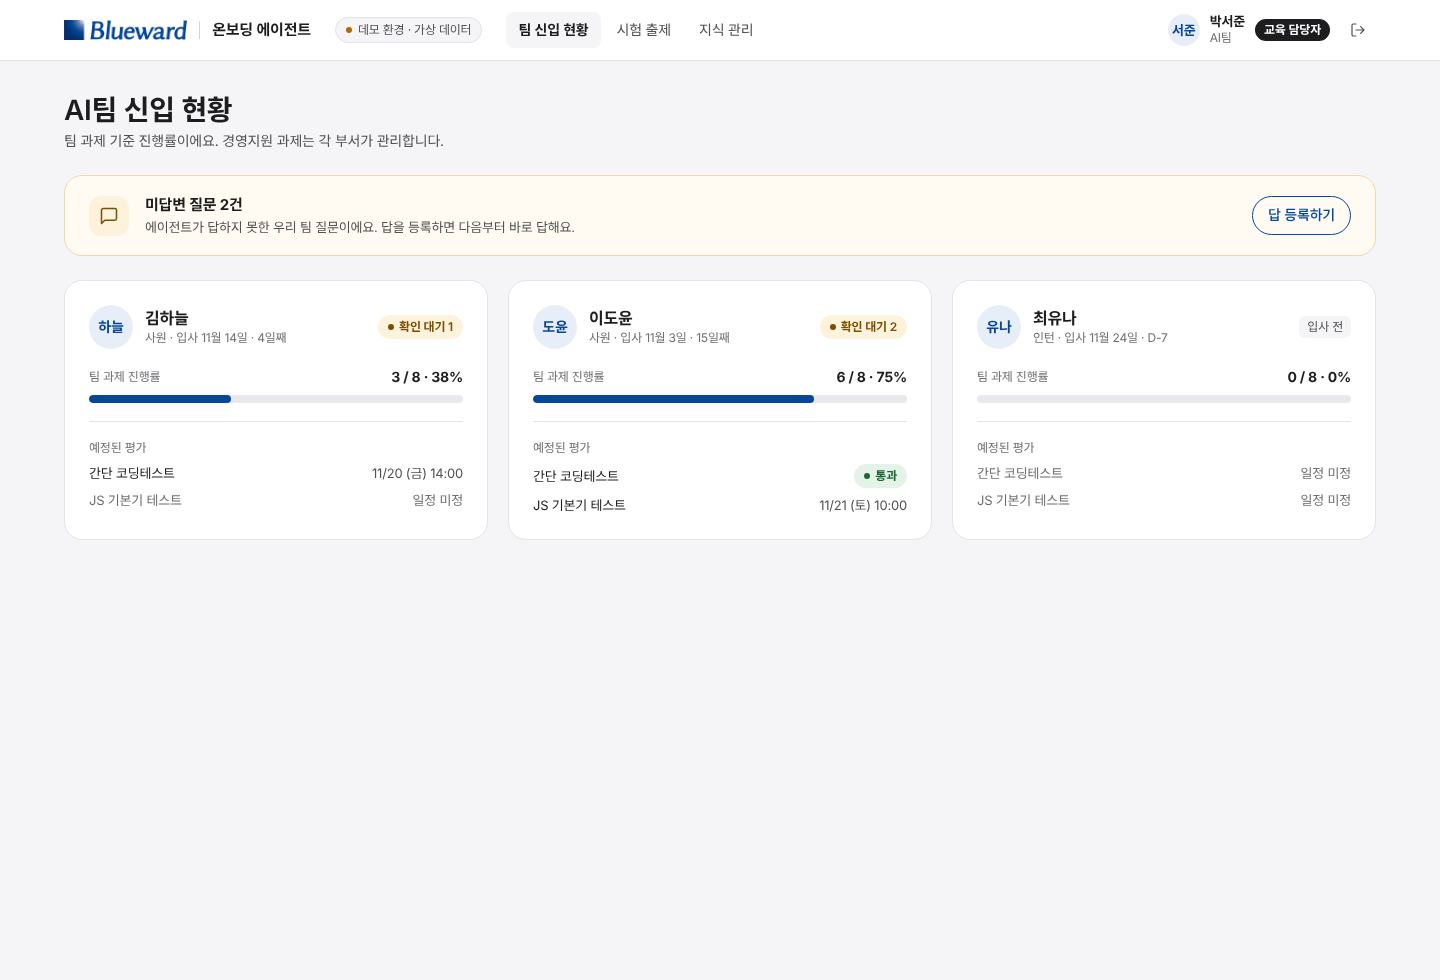 Blueward 온보딩 에이전트 데모 환경 · 가상 데이터 팀 신입 현황 시험 출제 지식 관리 서준 박서준 교육 담당자
AI팀
AI팀 신입 현황
팀 과제 기준 진행률이에요. 경영지원 과제는 각 부서가 관리합니다.
미답변 질문 2건
에이전트가 답하지 못한 우리 팀 질문이에요. 답을 등록하면 다음부터 바로 답해요.
답 등록하기
하늘 김하늘 확인 대기 1
사원 · 입사 11월 14일 · 4일째
팀 과제 진행률 3 / 8 · 38%
예정된 평가
간단 코딩테스트 11/20 (금) 14:00
JS 기본기 테스트 일정 미정
도윤 이도윤 확인 대기 2
사원 · 입사 11월 3일 · 15일째
팀 과제 진행률 6 / 8 · 75%
예정된 평가
간단 코딩테스트 통과
JS 기본기 테스트 11/21 (토) 10:00
유나 최유나 입사 전
인턴 · 입사 11월 24일 · D-7
팀 과제 진행률 0 / 8 · 0%
예정된 평가
간단 코딩테스트 일정 미정
JS 기본기 테스트 일정 미정